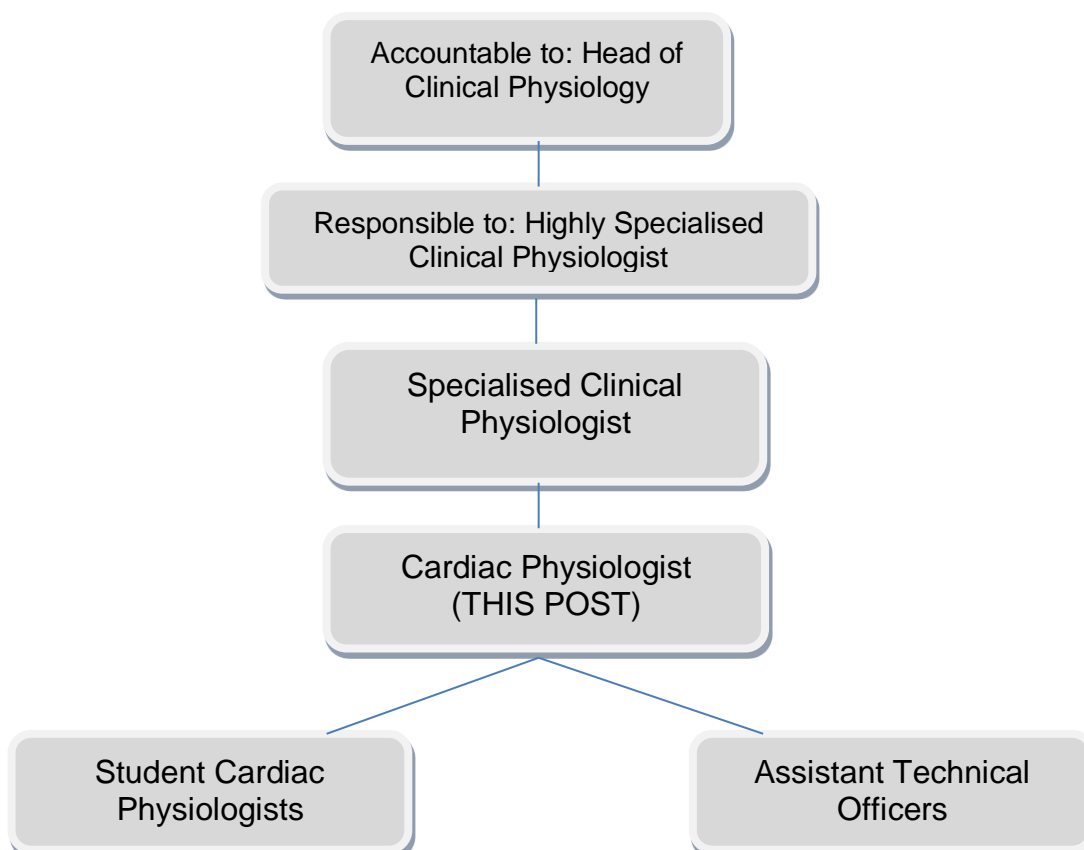 Accountable to: Head of
Clinical Physiology
Responsible to: Highly Specialised
Clinical Physiologist
Specialised Clinical
Physiologist
Cardiac Physiologist
(THIS POST)
Student Cardiac
Physiologists
Assistant Technical
Officers